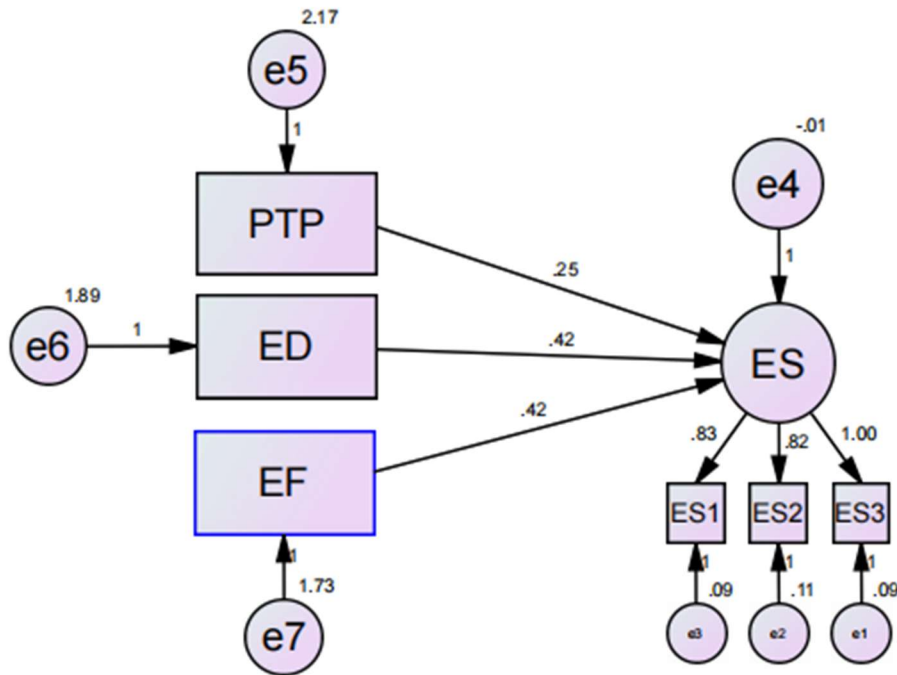 2.17
e5
1
-.01
e4
1
PTP
.25
1.89
e6
1
ED
.42
ES
.42
EF
.83
.82
1.00
ES1
ES2
ES3
1
1.73
e7
1
.09
1
.11
1
.09
e3
e2
e1